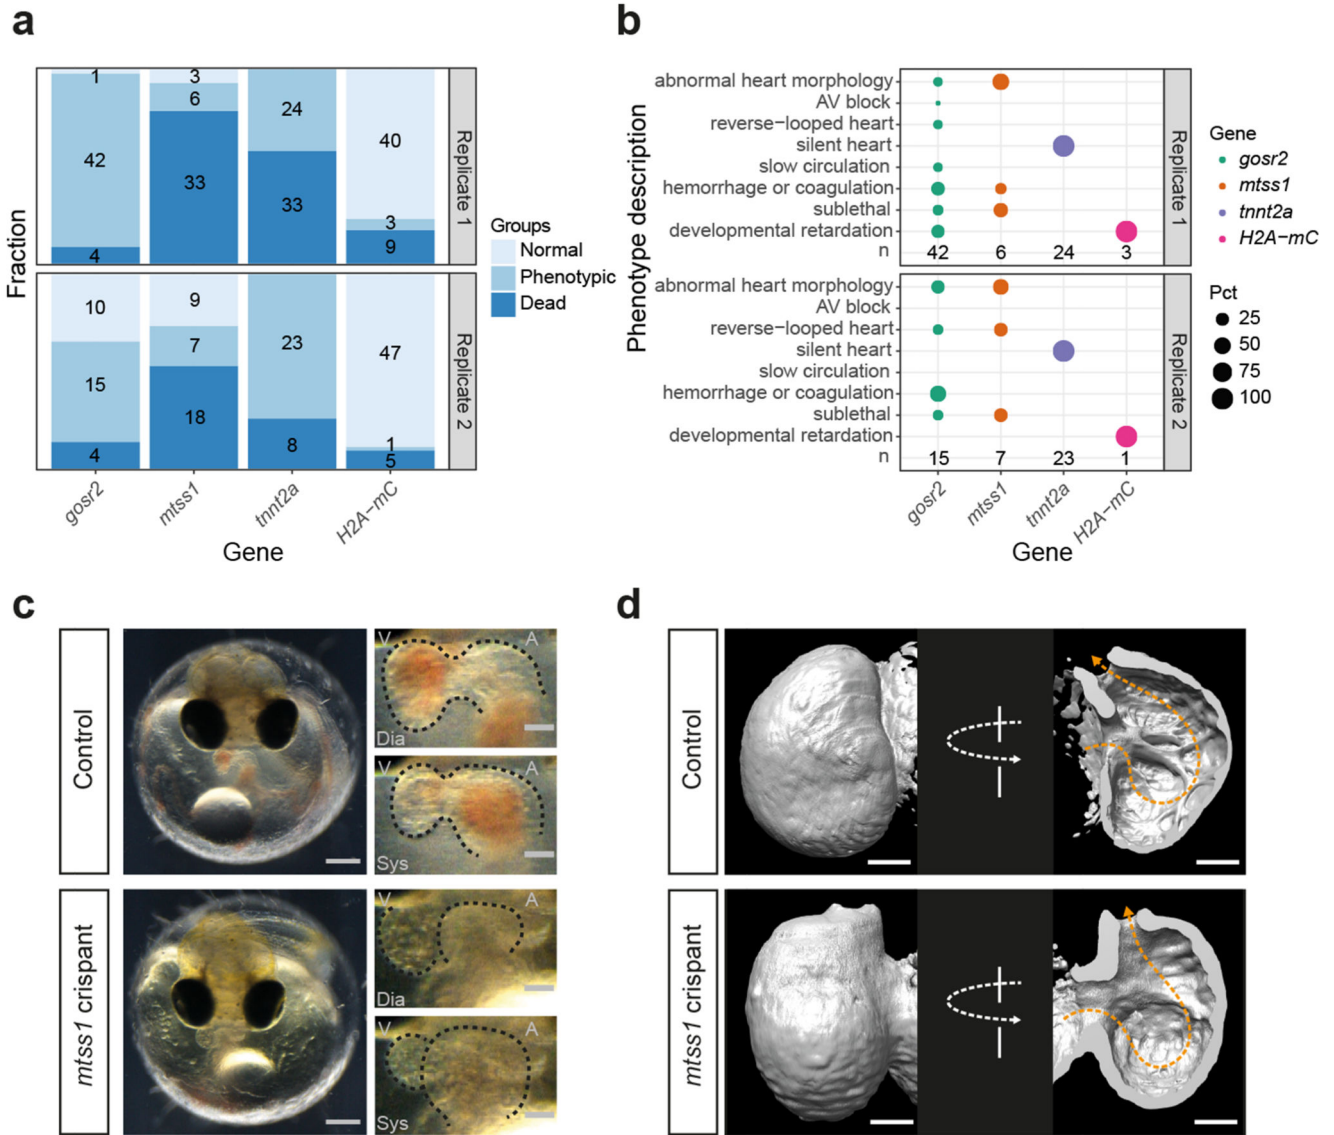 a
Fraction
1
42
4
3
6
33
24
33
40
3
9
Replicate 1
10
15
4
9
7
18
23
8
47
1
5
Replicate 2
gosr2
mtss1
tnnt2a
H2A−mC
Gene
Groups
Normal
Phenotypic
Dead
b
Phenotype description
abnormal heart morphology
AV block
reverse−looped heart
silent heart
slow circulation
hemorrhage or coagulation
sublethal
developmental retardation
n 42 6 24 3
Replicate 1
abnormal heart morphology
AV block
reverse−looped heart
silent heart
slow circulation
hemorrhage or coagulation
sublethal
developmental retardation
n 15 7 23 1
Replicate 2
gosr2
mtss1
tnnt2a
H2A−mC
Gene
Gene
gosr2
mtss1
tnnt2a
H2A−mC
Pct
25
50
75
100
c
Control
V A
Dia
V A
Sys
mtss1 crispant
V A
Dia
V A
Sys
d
Control
mtss1 crispant